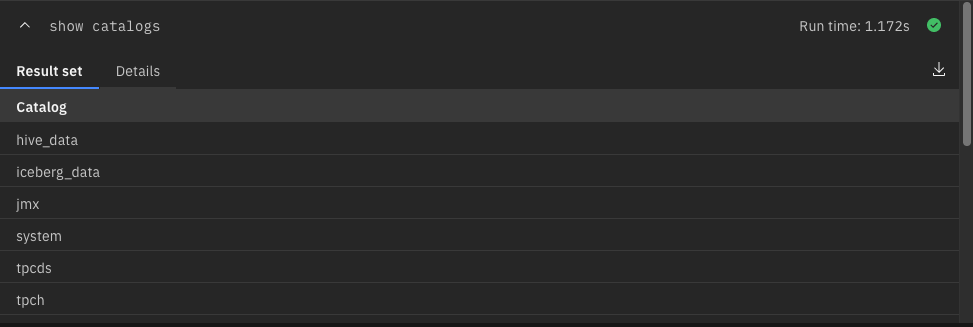 show catalogs Run time: 1.172s
Result set Details
Catalog
hive_data
iceberg_data
jmx
system
tpcds
tpch